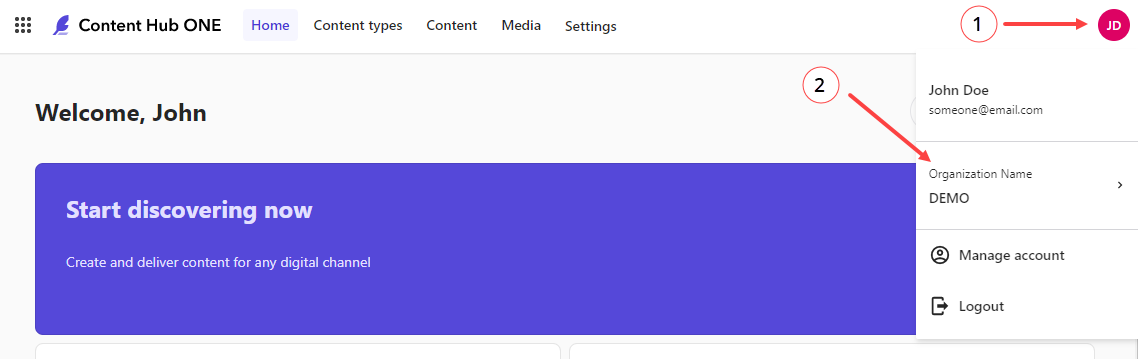 Content Hub ONE Home Content types Content Media Settings 1 JD
2
John Doe
someone@email.com
Welcome, John
Organization Name
DEMO
Start discovering now
Create and deliver content for any digital channel
Manage account
Logout